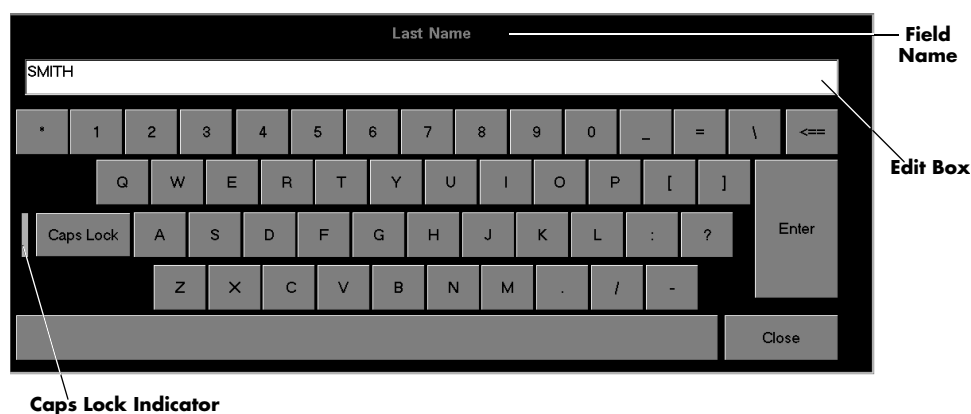 Last Name
Field
Name
SMITH
* 1 2 3 4 5 6 7 8 9 0 _ = \ <==
Edit Box
Q W E R T Y U I O P [ ]
Caps Lock A S D F G H J K L : ? Enter
Z X C V B N M . / -
Close
Caps Lock Indicator